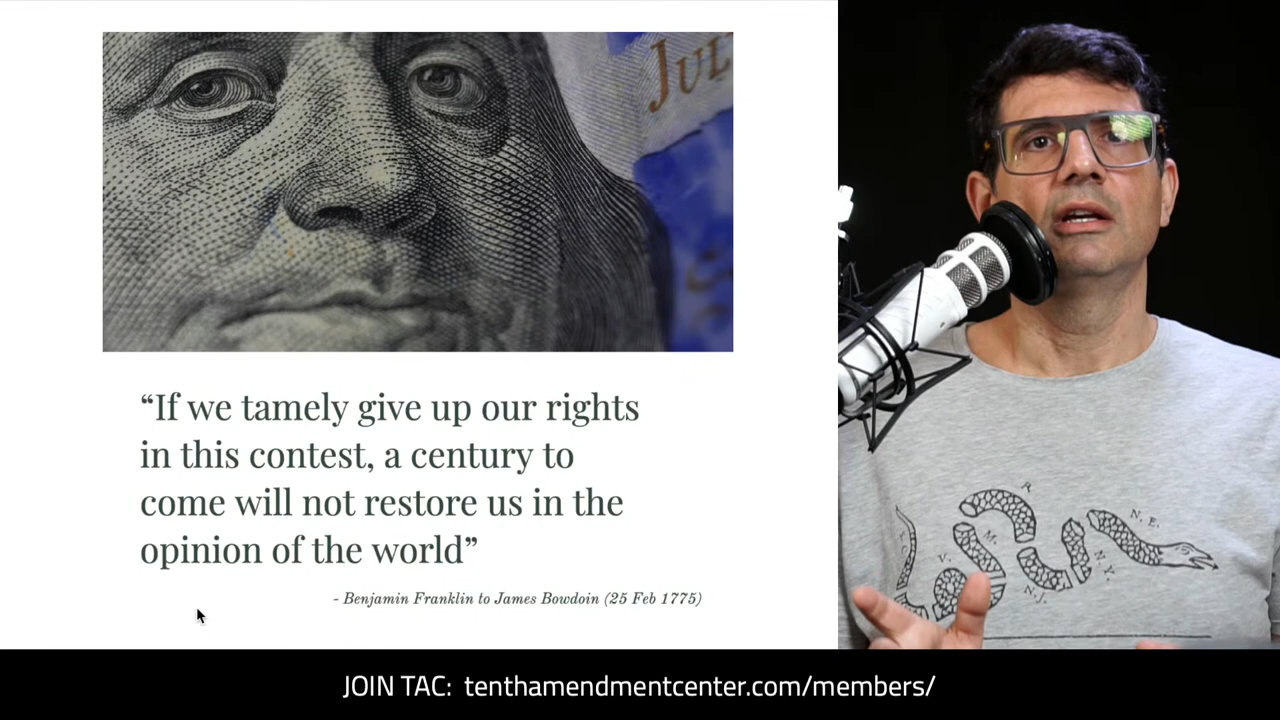 JUL
“If we tamely give up our rights
in this contest, a century to
come will not restore us in the
opinion of the world”
- Benjamin Franklin to James Bowdoin (25 Feb 1775)
R
N. E.
M.
V.
N.Y.
N.J.
JOIN TAC: tenthamendmentcenter.com/members/